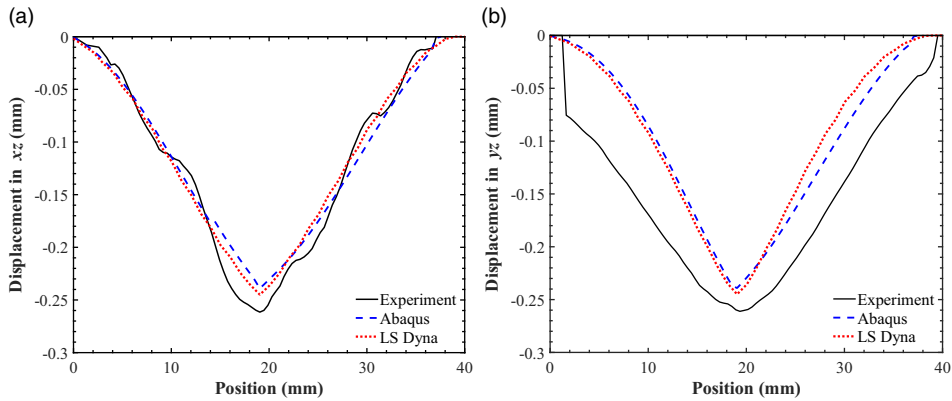 (a)
0
-0.05
-0.1
-0.15
-0.2
-0.25
-0.3
Displacement in xz (mm)
Experiment
Abaqus
LS Dyna
0 10 20 30 40
Position (mm)
(b)
0
-0.05
-0.1
-0.15
-0.2
-0.25
-0.3
Displacement in yz (mm)
Experiment
Abaqus
LS Dyna
0 10 20 30 40
Position (mm)